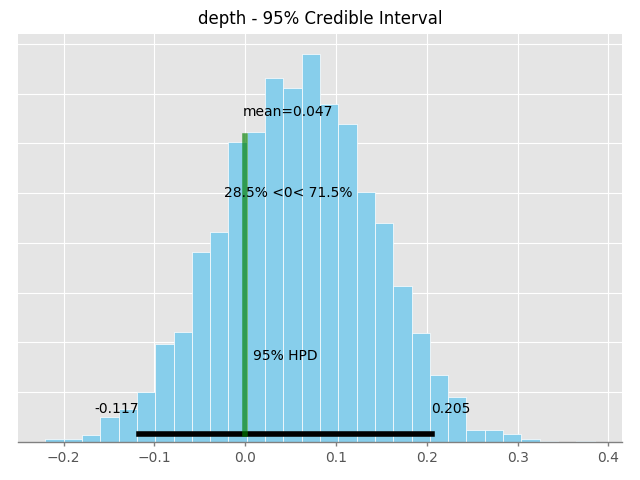 depth - 95% Credible Interval
mean=0.047
28.5% <0< 71.5%
95% HPD
-0.117 0.205
−0.2 −0.1 0.0 0.1 0.2 0.3 0.4